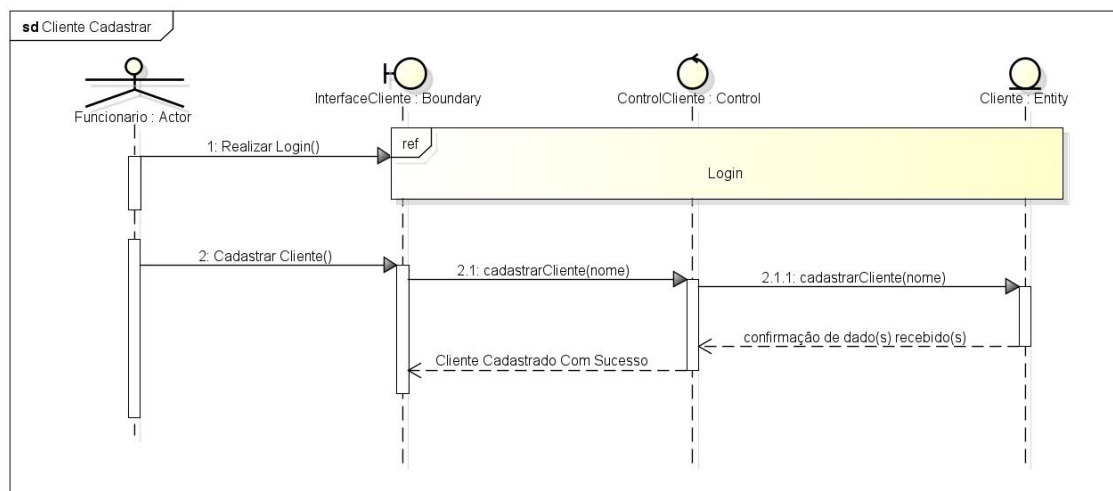 sd Cliente Cadastrar
Funcionario : Actor
InterfaceCliente : Boundary
ControlCliente : Control
Cliente : Entity
1: Realizar Login()
ref
Login
2: Cadastrar Cliente()
2.1: cadastrarCliente(nome)
2.1.1: cadastrarCliente(nome)
confirmação de dado(s) recebido(s)
Cliente Cadastrado Com Sucesso